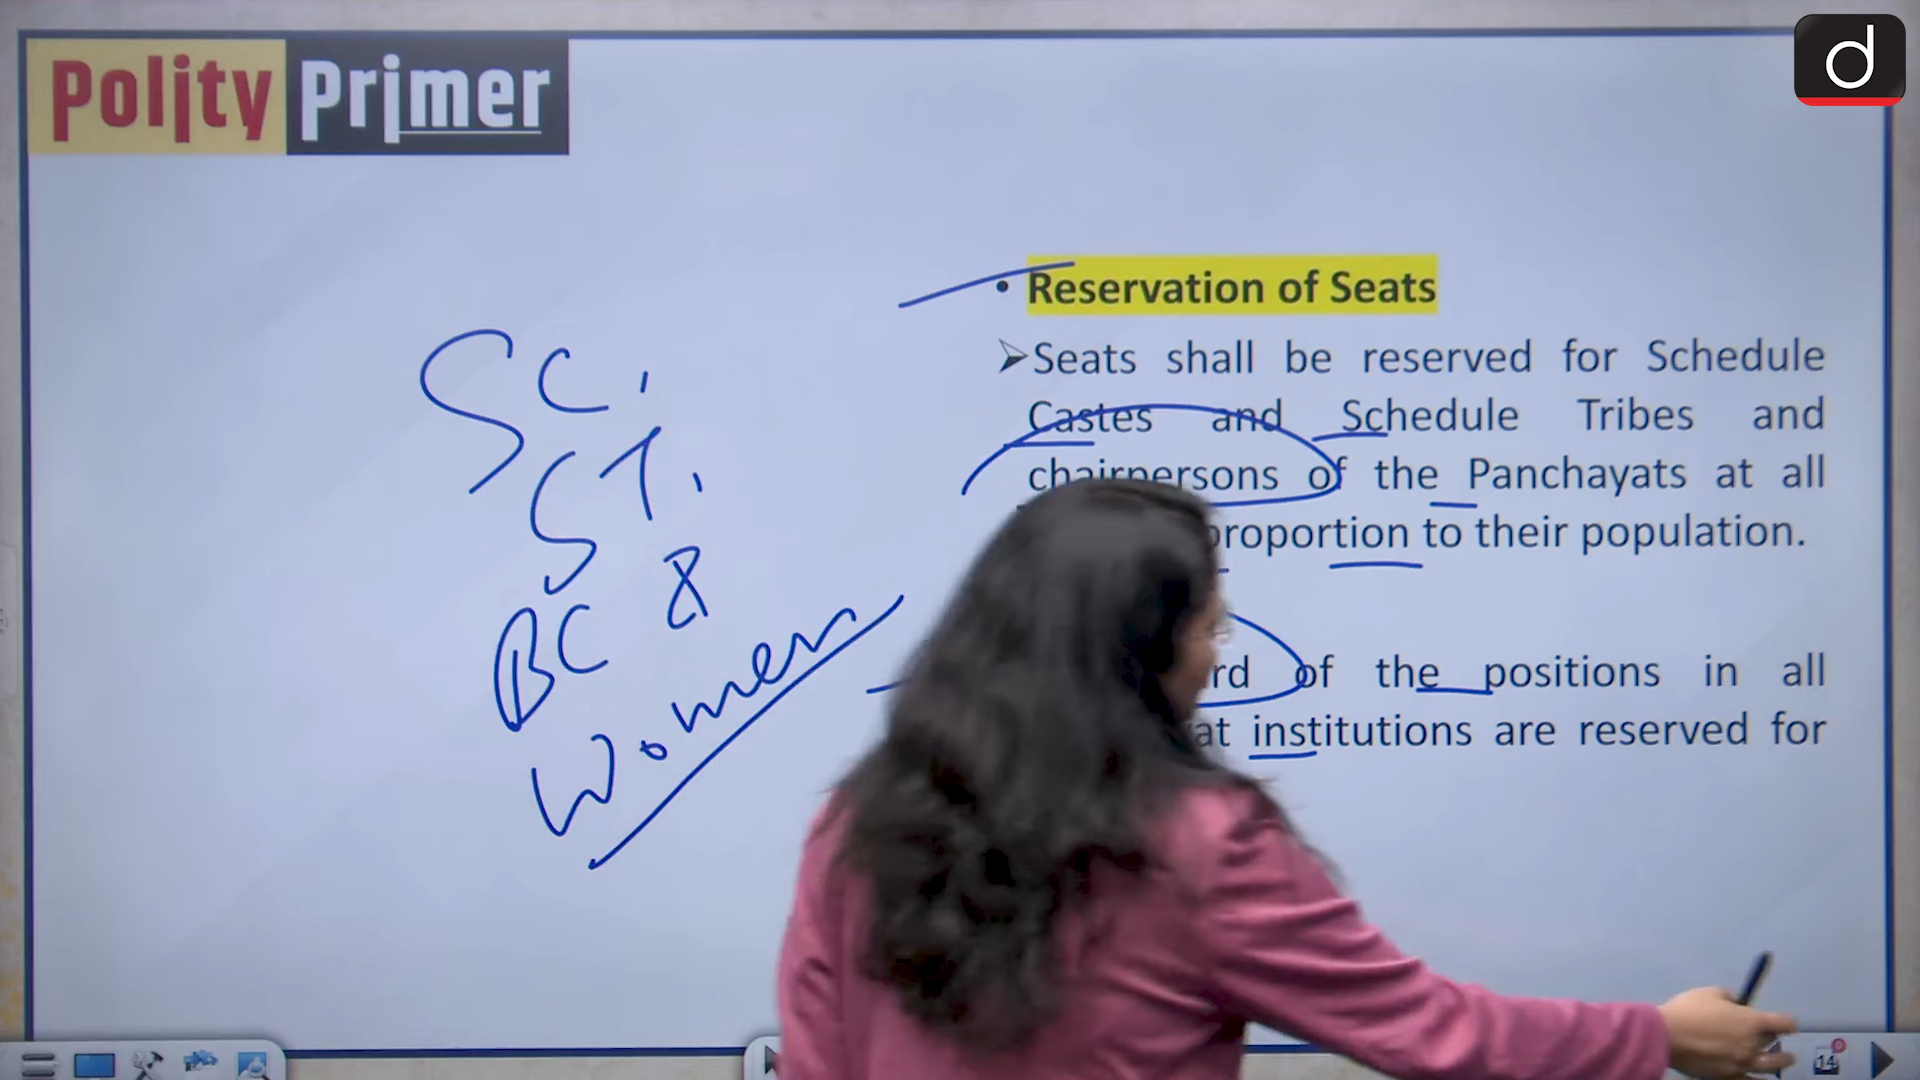 Polity Primer
d
• Reservation of Seats
➢Seats shall be reserved for Schedule
Castes and Schedule Tribes and
chairpersons of the Panchayats at all
proportion to their population.
of the positions in all
institutions are reserved for
SC,
ST,
BC &
Women
14